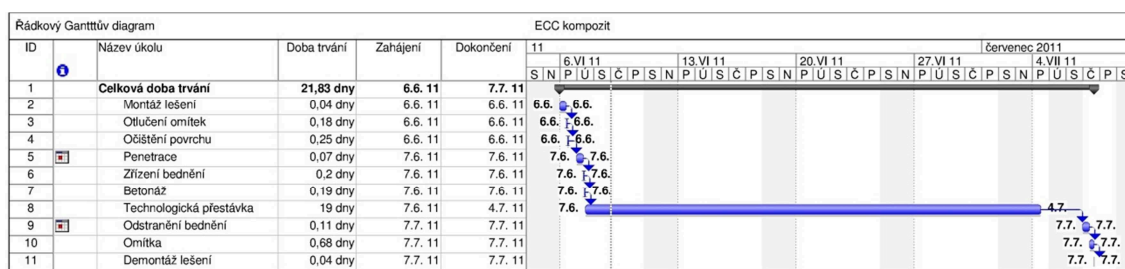 Řádkový Gantttův diagram ECC kompozit
ID Název úkolu Doba trvání Zahájení Dokončení 11 červenec 2011
6.VI 11 13.VI 11 20.VI 11 27.VI 11 4.VII 11
S N P Ú S Č P S N P Ú S Č P S N P Ú S Č P S N P Ú S Č P S N P Ú S Č P S
1 Celková doba trvání 21,83 dny 6.6. 11 7.7. 11
2 Montáž lešení 0,04 dny 6.6. 11 6.6. 11 6.6. 6.6.
3 Otlučení omítek 0,18 dny 6.6. 11 6.6. 11 6.6. 6.6.
4 Očištění povrchu 0,25 dny 6.6. 11 6.6. 11 6.6. 6.6.
5 Penetrace 0,07 dny 7.6. 11 7.6. 11 7.6. 7.6.
6 Zřízení bednění 0,2 dny 7.6. 11 7.6. 11 7.6. 7.6.
7 Betonáž 0,19 dny 7.6. 11 7.6. 11 7.6. 7.6.
8 Technologická přestávka 19 dny 7.6. 11 4.7. 11 7.6. 4.7.
9 Odstranění bednění 0,11 dny 7.7. 11 7.7. 11 7.7. 7.7.
10 Omítka 0,68 dny 7.7. 11 7.7. 11 7.7. 7.7.
11 Demontáž lešení 0,04 dny 7.7. 11 7.7. 11 7.7. 7.7.